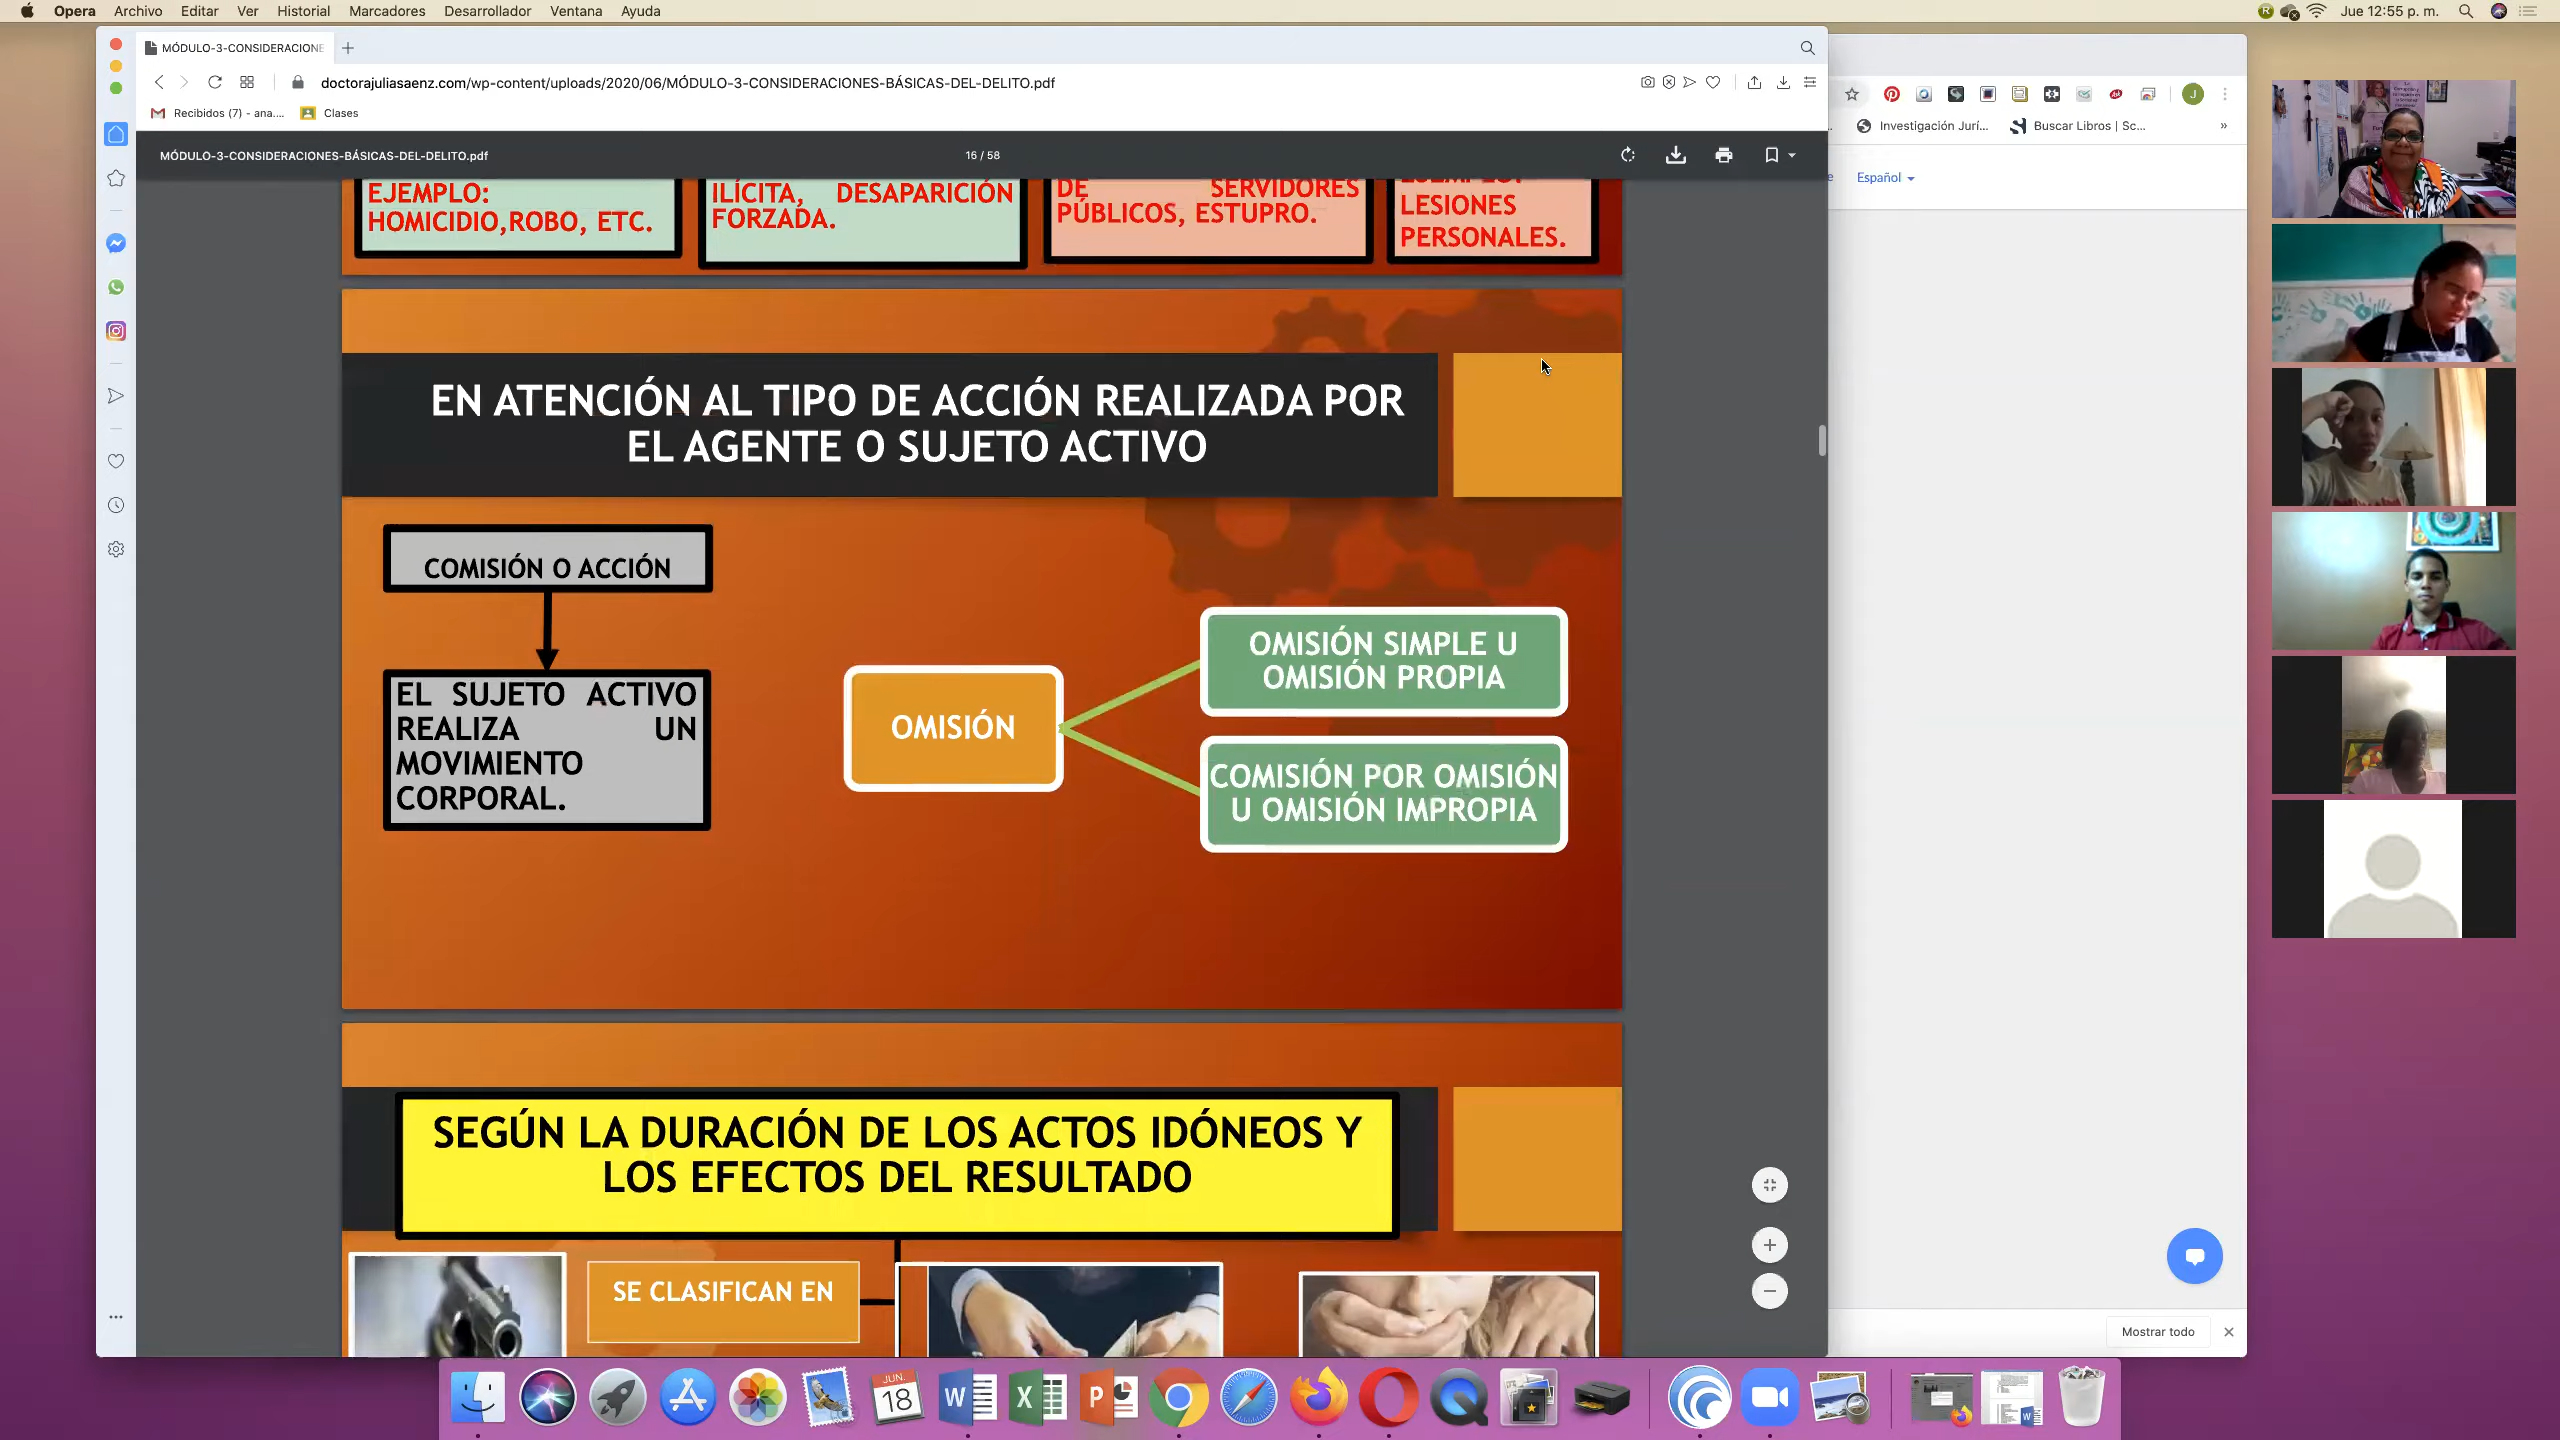 Opera Archivo Editar Ver Historial Marcadores Desarrollador Ventana Ayuda
Jue 12:55 p. m.
MÓDULO-3-CONSIDERACIONE
doctorajuliasaenz.com/wp-content/uploads/2020/06/MÓDULO-3-CONSIDERACIONES-BÁSICAS-DEL-DELITO.pdf
Recibidos (7) - ana.... Clases
Investigación Jurí... Buscar Libros | Sc... »
MÓDULO-3-CONSIDERACIONES-BÁSICAS-DEL-DELITO.pdf
16 / 58
Español
EJEMPLO:
HOMICIDIO,ROBO, ETC.
ILÍCITA, DESAPARICIÓN
FORZADA.
DE SERVIDORES
PÚBLICOS, ESTUPRO.
LESIONES
PERSONALES.
EN ATENCIÓN AL TIPO DE ACCIÓN REALIZADA POR
EL AGENTE O SUJETO ACTIVO
COMISIÓN O ACCIÓN
EL SUJETO ACTIVO
REALIZA UN
MOVIMIENTO
CORPORAL.
OMISIÓN
OMISIÓN SIMPLE U
OMISIÓN PROPIA
COMISIÓN POR OMISIÓN
U OMISIÓN IMPROPIA
SEGÚN LA DURACIÓN DE LOS ACTOS IDÓNEOS Y
LOS EFECTOS DEL RESULTADO
SE CLASIFICAN EN
Mostrar todo
JUN.
18